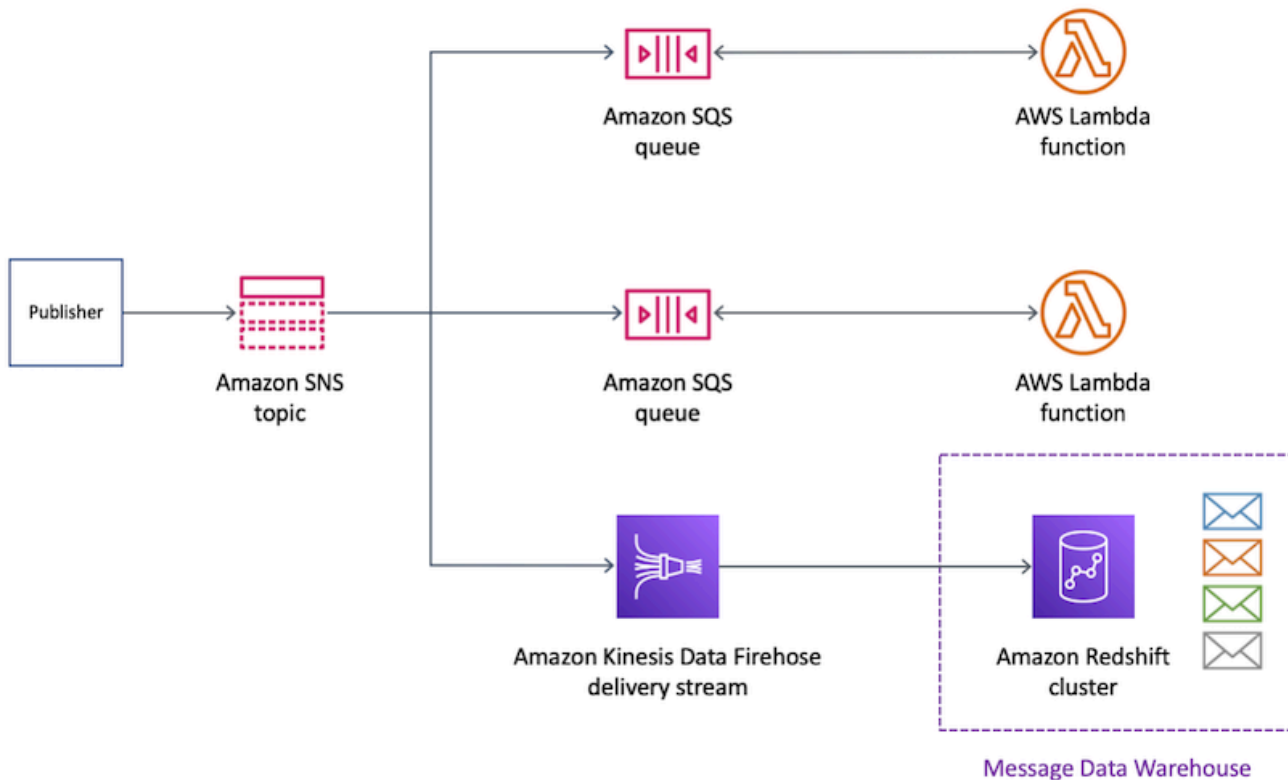 Amazon SQS
queue
AWS Lambda
function
Publisher
Amazon SNS
topic
Amazon SQS
queue
AWS Lambda
function
Amazon Kinesis Data Firehose
delivery stream
Amazon Redshift
cluster
Message Data Warehouse